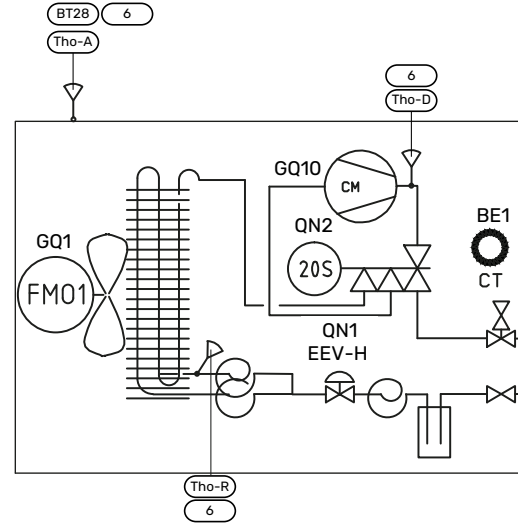 BT28 6
Tho-A
6
Tho-D
GQ10
CM
QN2
20S
BE1
CT
GQ1
FM01
QN1
EEV-H
Tho-R
6